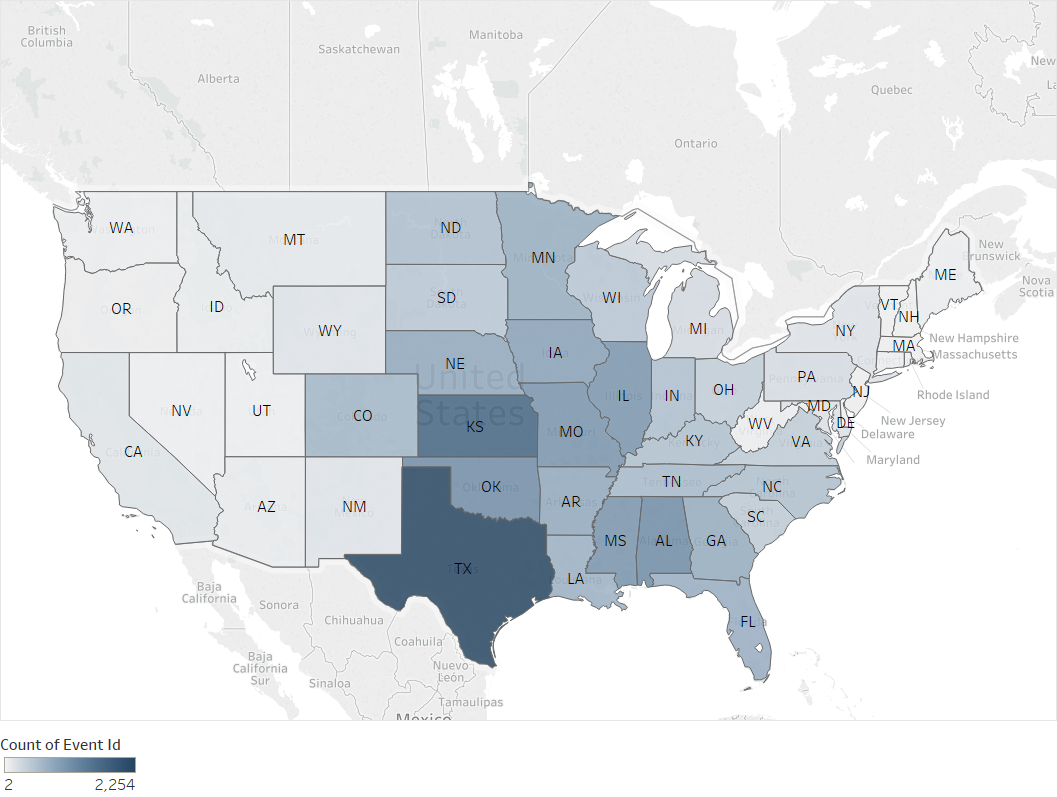 British
Columbia
Alberta
Saskatchewan
Manitoba
Ontario
Quebec
New
Brunswick
Nova
Scotia
WA
MT
ND
MN
OR
ID
WY
SD
WI
MI
NY
VT
NH
ME
MA
New Hampshire
Massachusetts
Rhode Island
NV
UT
CO
NE
IA
IL
IN
OH
PA
NJ
New Jersey
MD
DE
Delaware
Maryland
CA
AZ
NM
KS
MO
KY
WV
VA
United
States
OK
AR
TN
NC
SC
TX
LA
MS
AL
GA
FL
Baja
California
Sonora
Chihuahua
Coahuila
Baja
California
Sur
Sinaloa
Nuevo
León
Tamaulipas
Mexico
Count of Event Id
2
2,254